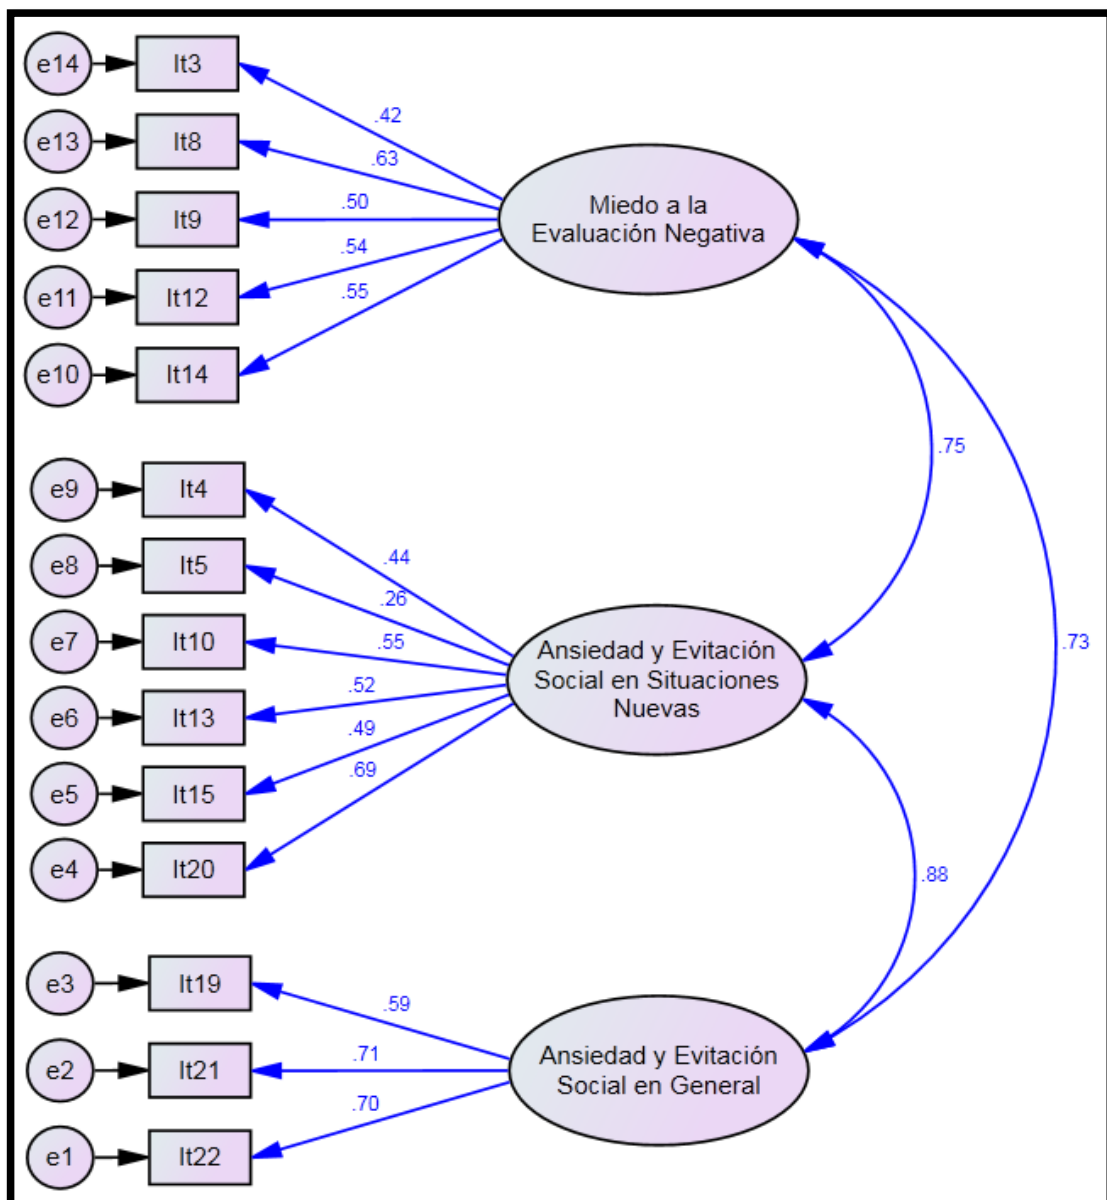 e14
It3
.42
e13
It8
.63
e12
It9
.50
e11
It12
.54
e10
It14
.55
Miedo a la
Evaluación Negativa
.75
.73
e9
It4
.44
e8
It5
.26
e7
It10
.55
e6
It13
.52
e5
It15
.49
e4
It20
.69
Ansiedad y Evitación
Social en Situaciones
Nuevas
.88
e3
It19
.59
e2
It21
.71
e1
It22
.70
Ansiedad y Evitación
Social en General